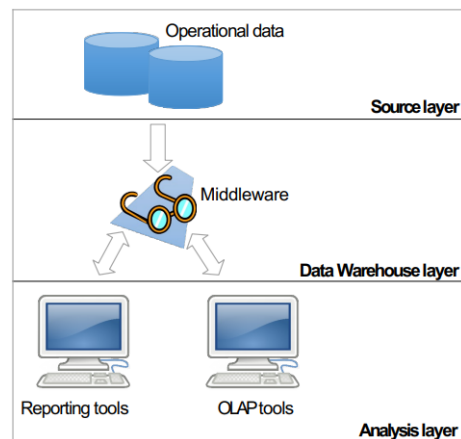 Operational data
Source layer
Middleware
Data Warehouse layer
Reporting tools
OLAP tools
Analysis layer